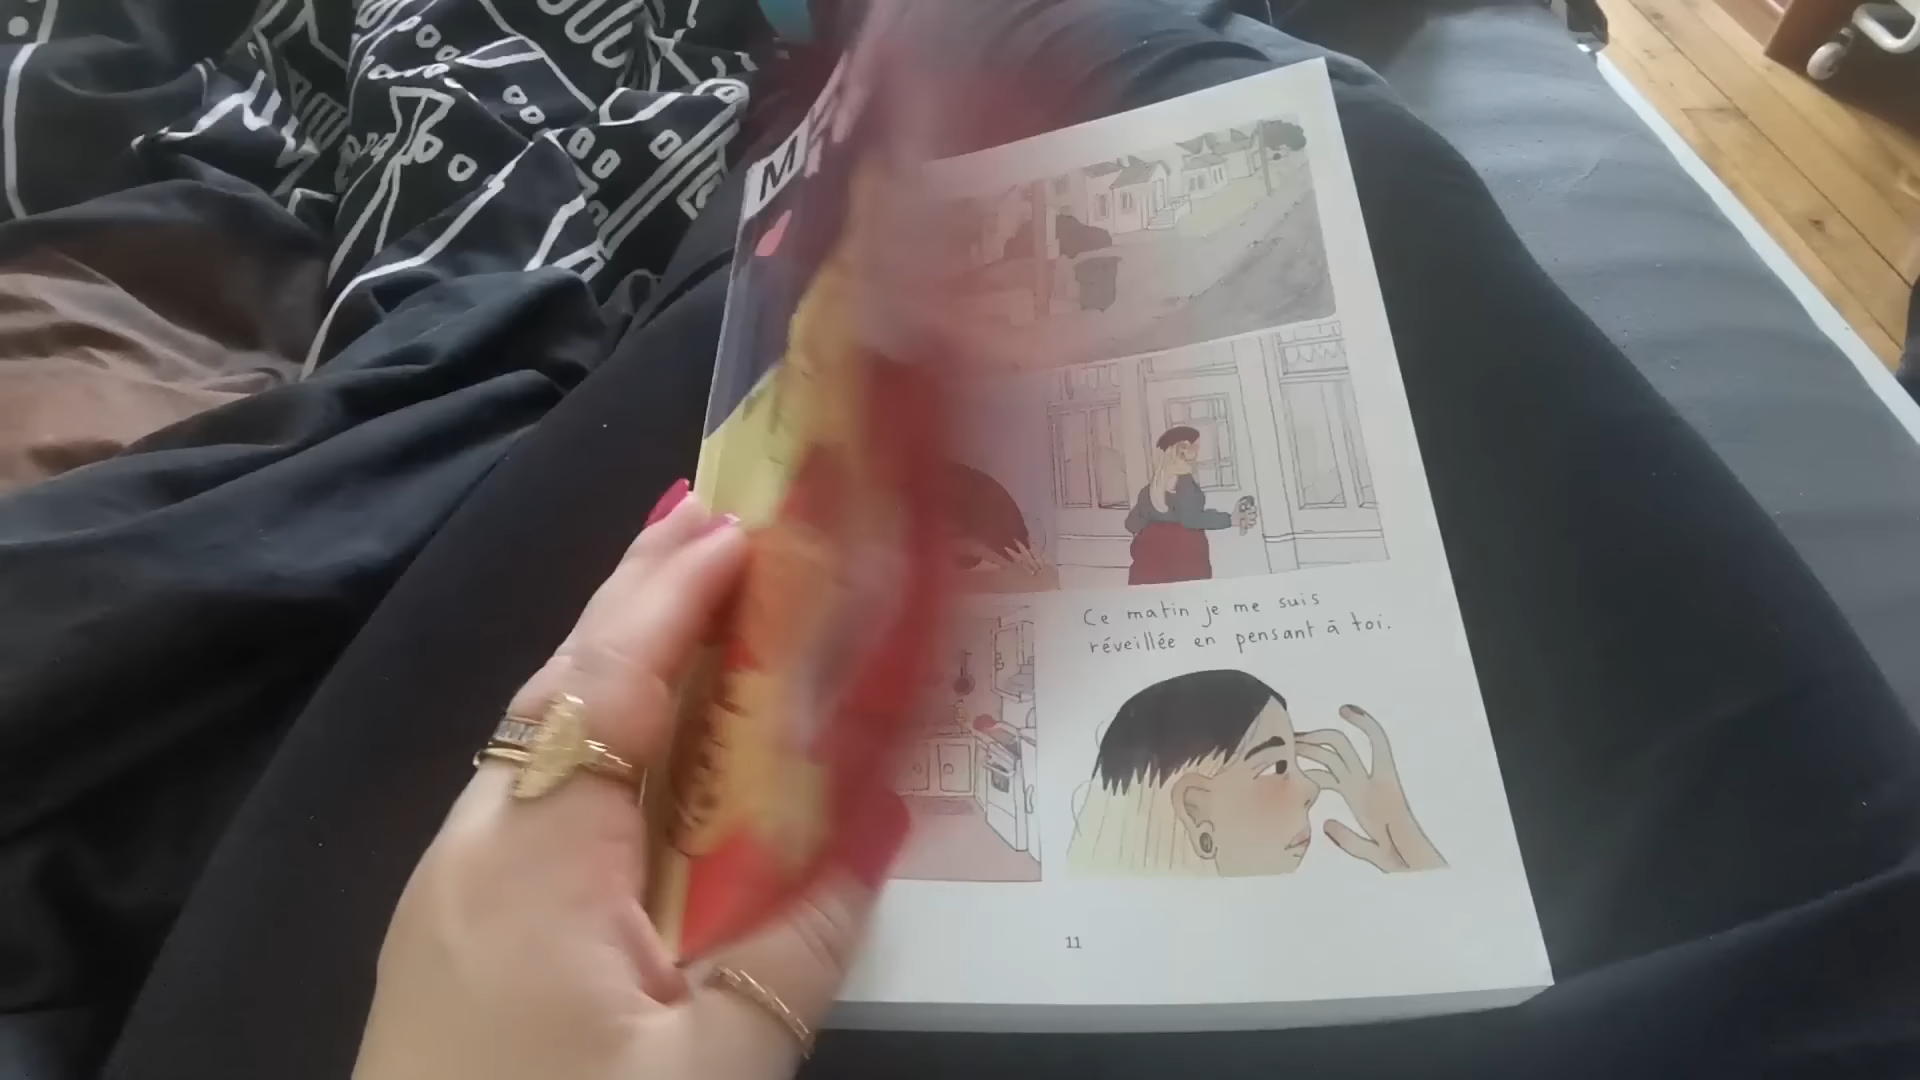 Ce matin je me suis
réveillée en pensant à toi.
11